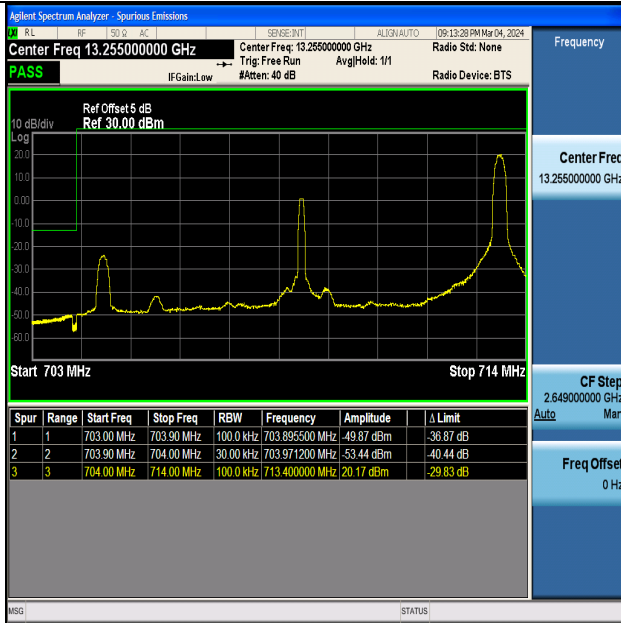 Agilent Spectrum Analyzer - Spurious Emissions
RL RF 50 Ω AC SENSE:INT ALIGN AUTO 09:13:28 PM Mar 04, 2024
Center Freq 13.255000000 GHz
Center Freq: 13.255000000 GHz
Radio Std: None
Trig: Free Run Avg|Hold: 1/1
PASS
IFGain:Low
#Atten: 40 dB
Radio Device: BTS
Frequency
Ref Offset 5 dB
10 dB/div Ref 30.00 dBm
Log
20.0
10.0
0.00
-10.0
-20.0
-30.0
-40.0
-50.0
-60.0
Start 703 MHz Stop 714 MHz
Spur Range Start Freq Stop Freq RBW Frequency Amplitude Δ Limit
1 1 703.00 MHz 703.90 MHz 100.0 kHz 703.895500 MHz -49.87 dBm -36.87 dB
2 2 703.90 MHz 704.00 MHz 30.00 kHz 703.971200 MHz -53.44 dBm -40.44 dB
3 3 704.00 MHz 714.00 MHz 100.0 kHz 713.400000 MHz 20.17 dBm -29.83 dB
Center Freq
13.255000000 GHz
CF Step
2.649000000 GHz
Auto Man
Freq Offset
0 Hz
MSG STATUS